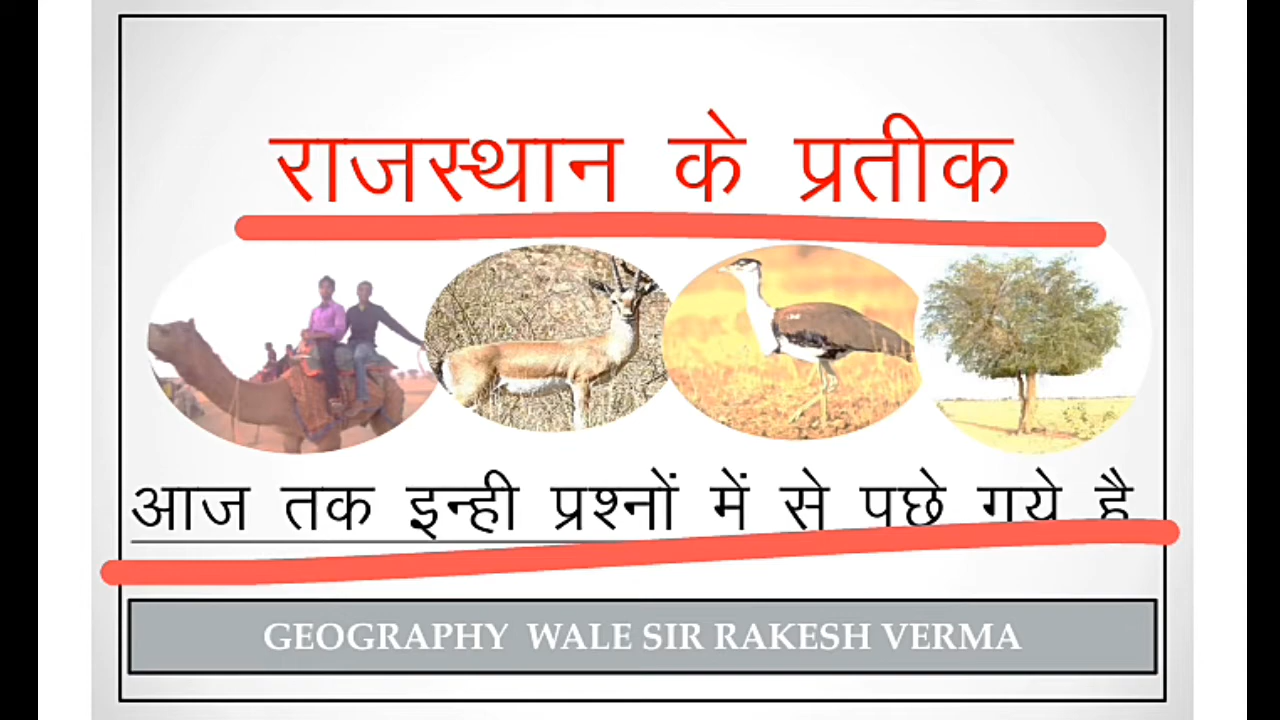 राजस्थान के प्रतीक
आज तक इन्ही प्रश्नों में से पछे गये है
GEOGRAPHY WALE SIR RAKESH VERMA